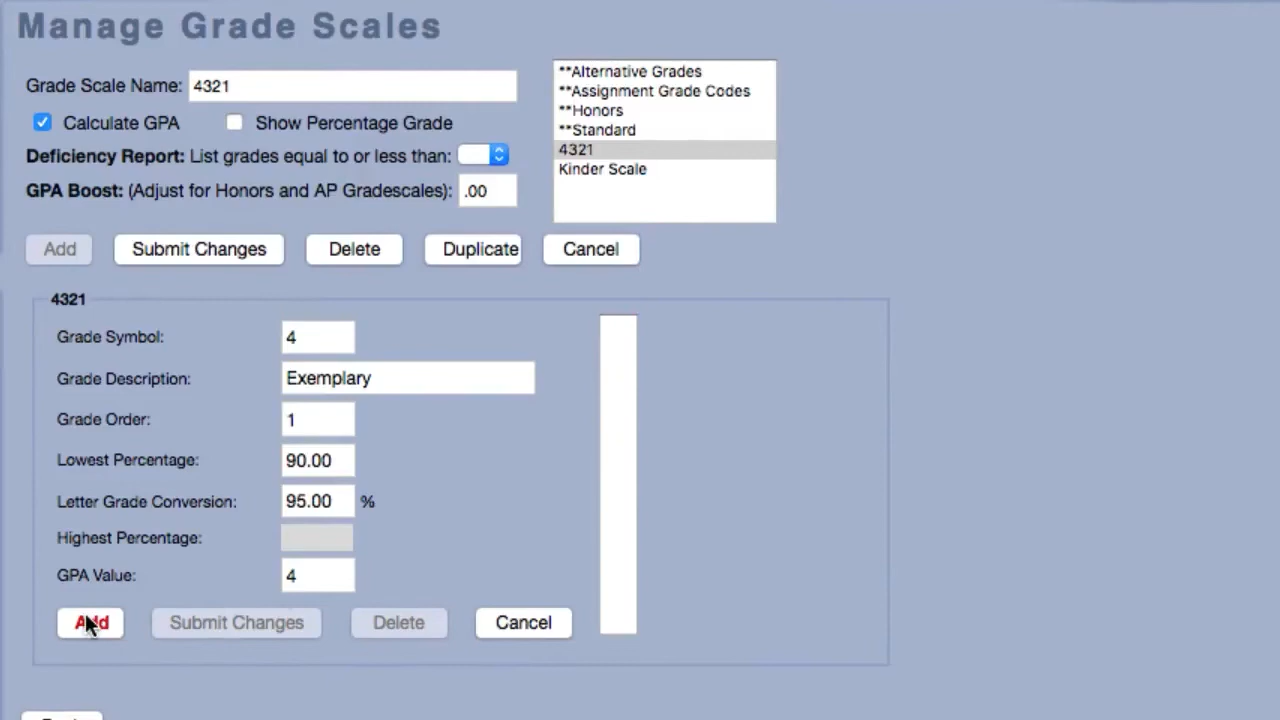 Manage Grade Scales
Grade Scale Name: 4321
Calculate GPA Show Percentage Grade
Deficiency Report: List grades equal to or less than:
GPA Boost: (Adjust for Honors and AP Gradescales): .00
**Alternative Grades
**Assignment Grade Codes
**Honors
**Standard
4321
Kinder Scale
Add Submit Changes Delete Duplicate Cancel
4321
Grade Symbol: 4
Grade Description: Exemplary
Grade Order: 1
Lowest Percentage: 90.00
Letter Grade Conversion: 95.00 %
Highest Percentage:
GPA Value: 4
Add Submit Changes Delete Cancel